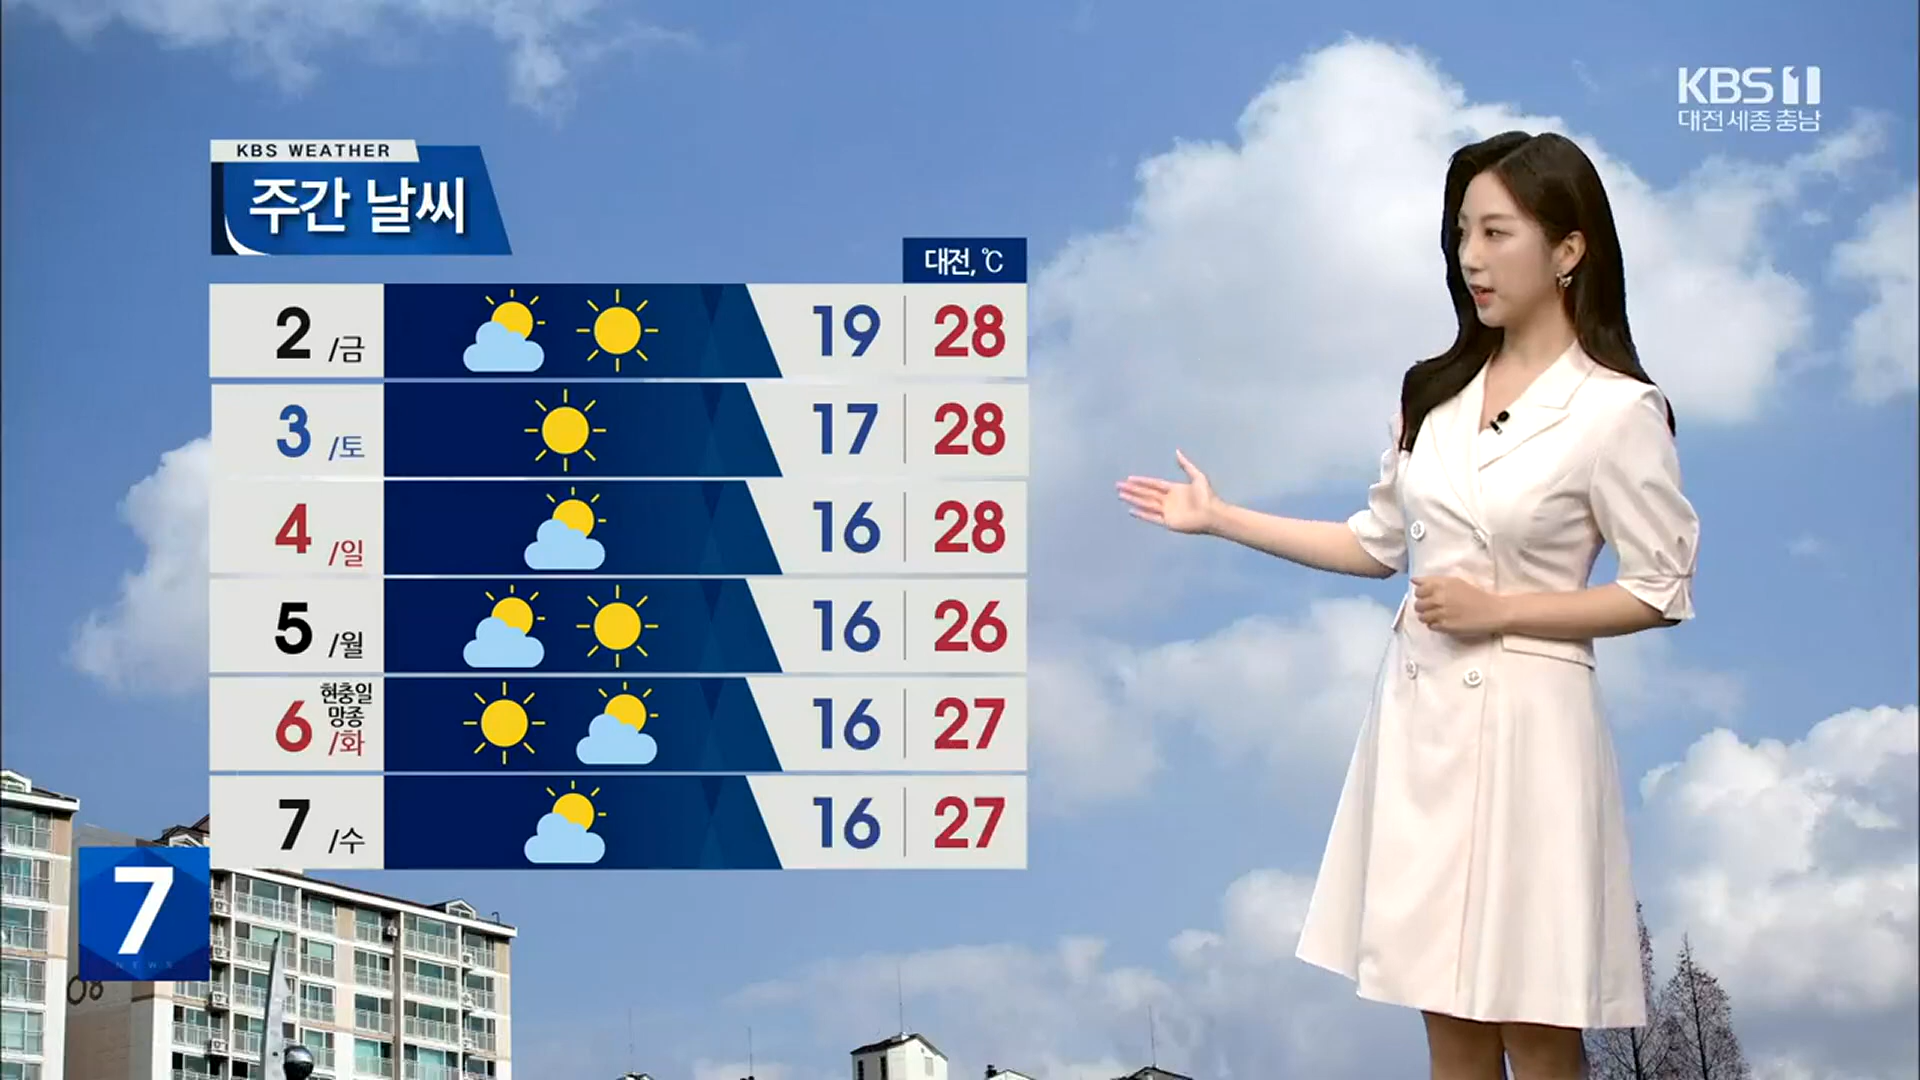 KBS 1
대전 세종 충남
KBS WEATHER
주간 날씨
대전, ℃
2 /금 19 28
3 /토 17 28
4 /일 16 28
5 /월 16 26
6 현충일 망종 /화 16 27
7 /수 16 27
7
NEWS
08